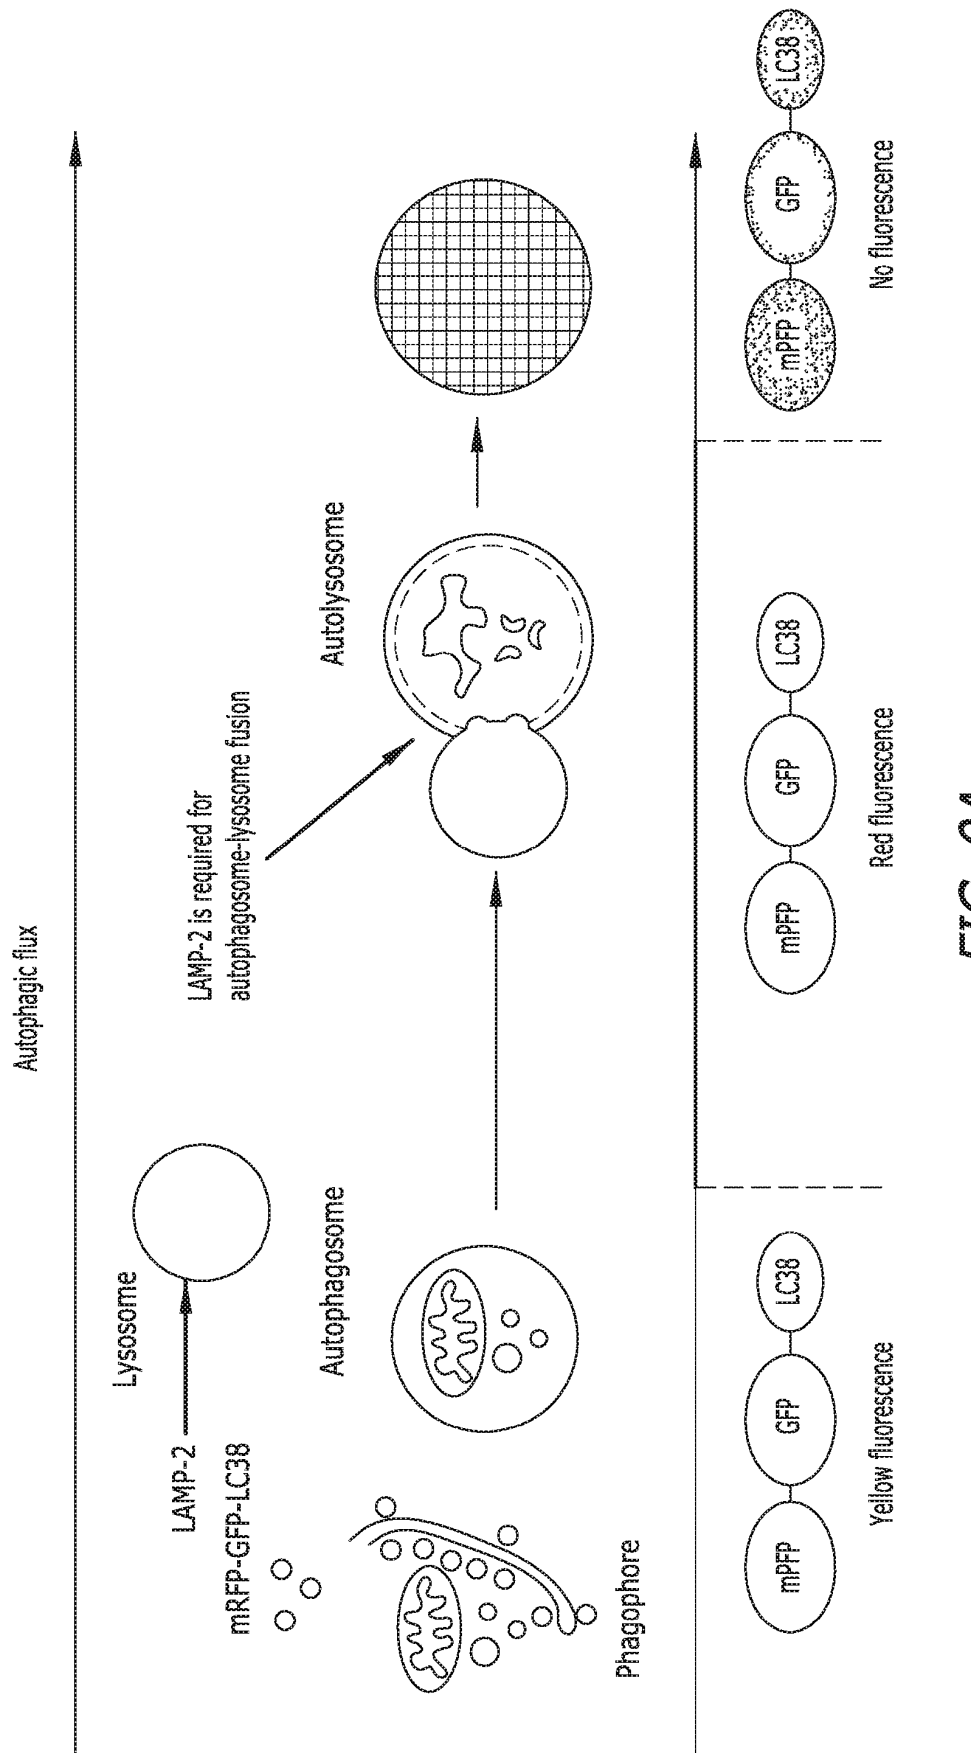 Autophagic flux
Lysosome
LAMP-2
mRFP-GFP-LC38
LAMP-2 is required for
autophagosome-lysosome fusion
Autophagosome
Autolysosome
Phagophore
mPFP GFP LC38
Yellow fluorescence
mPFP GFP LC38
Red fluorescence
mPFP GFP LC38
No fluorescence